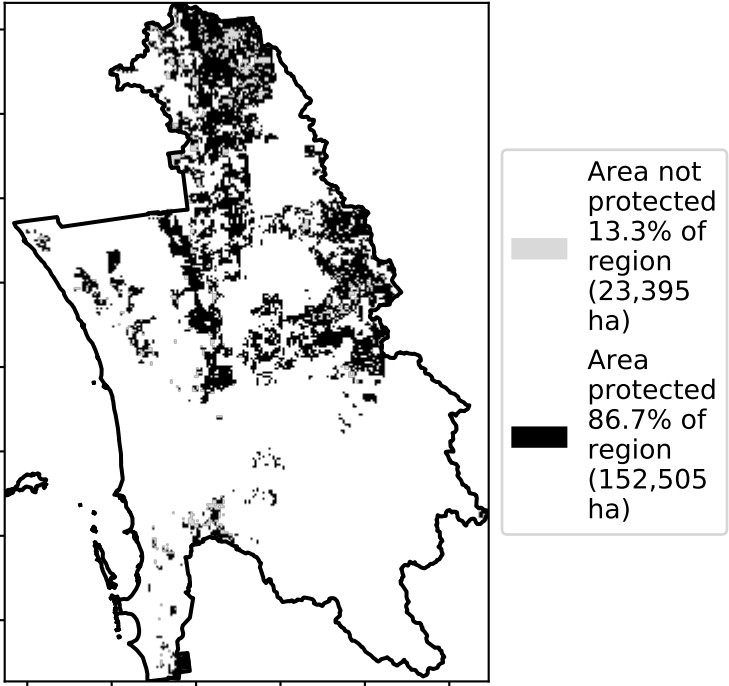 Area not
protected
13.3% of
region
(23,395
ha)
Area
protected
86.7% of
region
(152,505
ha)